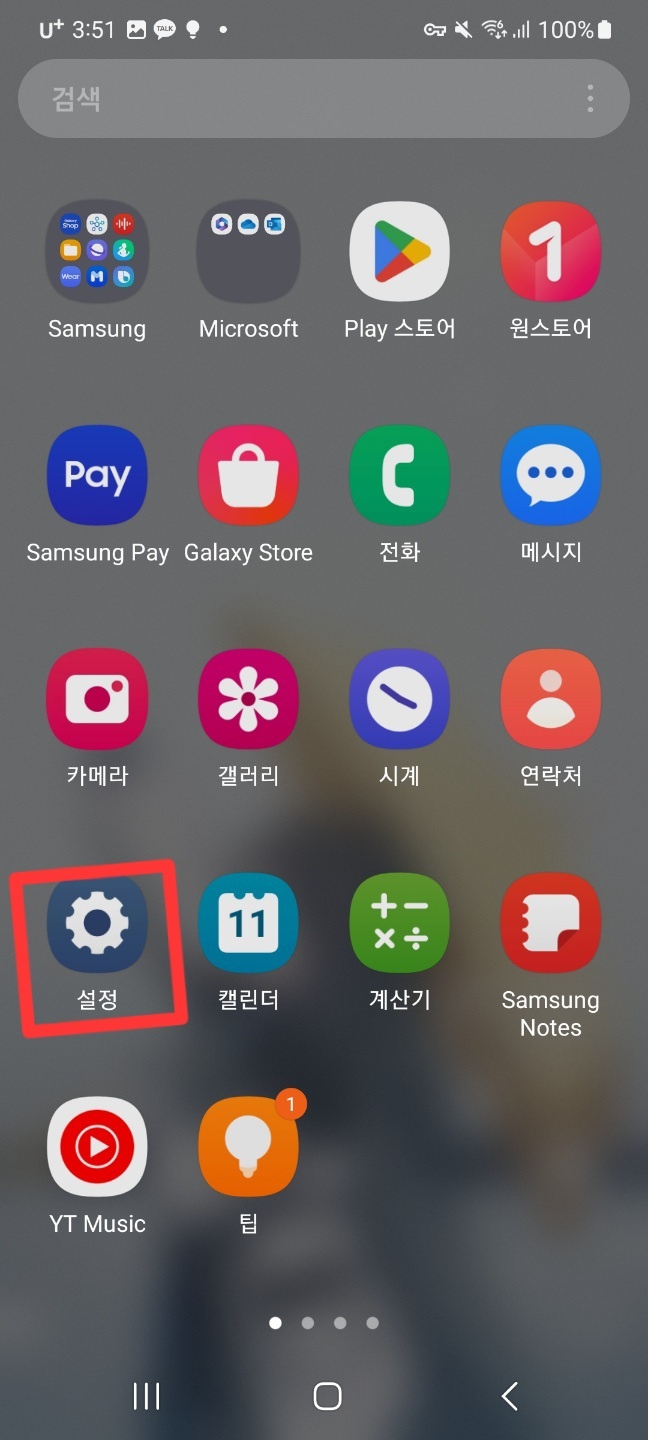 U+ 3:51 TALK 100%
검색
Samsung
Microsoft
Play 스토어
1
원스토어
Pay
Samsung Pay
Galaxy Store
전화
메시지
카메라
갤러리
시계
연락처
설정
11
캘린더
계산기
Samsung
Notes
YT Music
1
팁